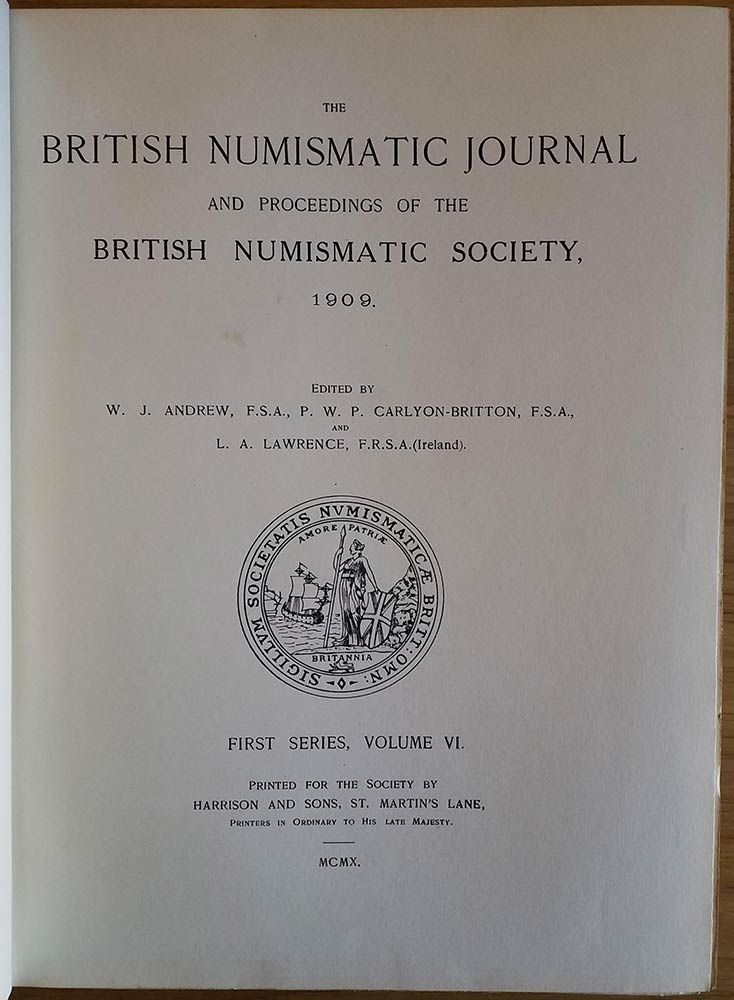 THE
BRITISH NUMISMATIC JOURNAL
AND PROCEEDINGS OF THE
BRITISH NUMISMATIC SOCIETY,
1909.
EDITED BY
W. J. ANDREW, F.S.A., P. W. P. CARLYON-BRITTON, F.S.A.,
AND
L. A. LAWRENCE, F.R.S.A.(Ireland).
SIGILLVM SOCIETATIS NVMISMATICÆ BRITT: OMN:
AMORE PATRIÆ
BRITANNIA
FIRST SERIES, VOLUME VI.
PRINTED FOR THE SOCIETY BY
HARRISON AND SONS, ST. MARTIN'S LANE,
PRINTERS IN ORDINARY TO HIS LATE MAJESTY.
MCMX.